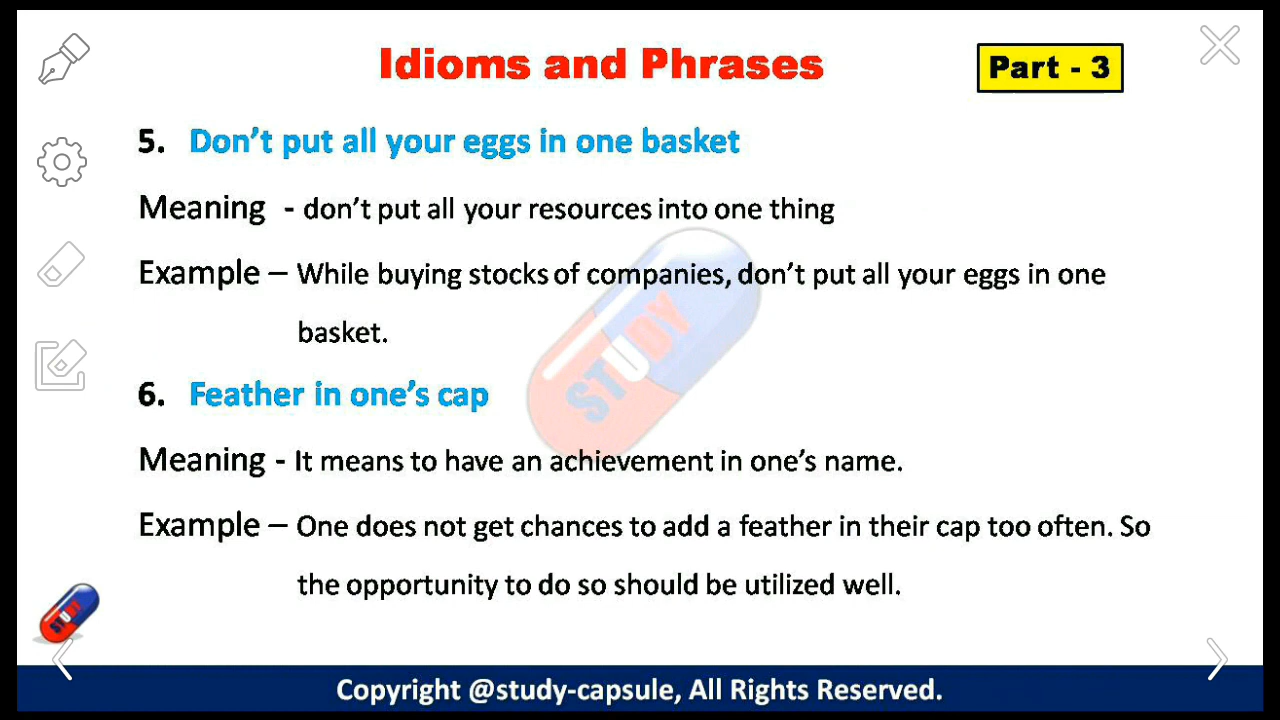 Idioms and Phrases
Part - 3
5. Don’t put all your eggs in one basket
Meaning - don’t put all your resources into one thing
Example – While buying stocks of companies, don’t put all your eggs in one
basket.
STUDY
6. Feather in one’s cap
Meaning - It means to have an achievement in one’s name.
Example – One does not get chances to add a feather in their cap too often. So
the opportunity to do so should be utilized well.
STUDY
Copyright @study-capsule, All Rights Reserved.